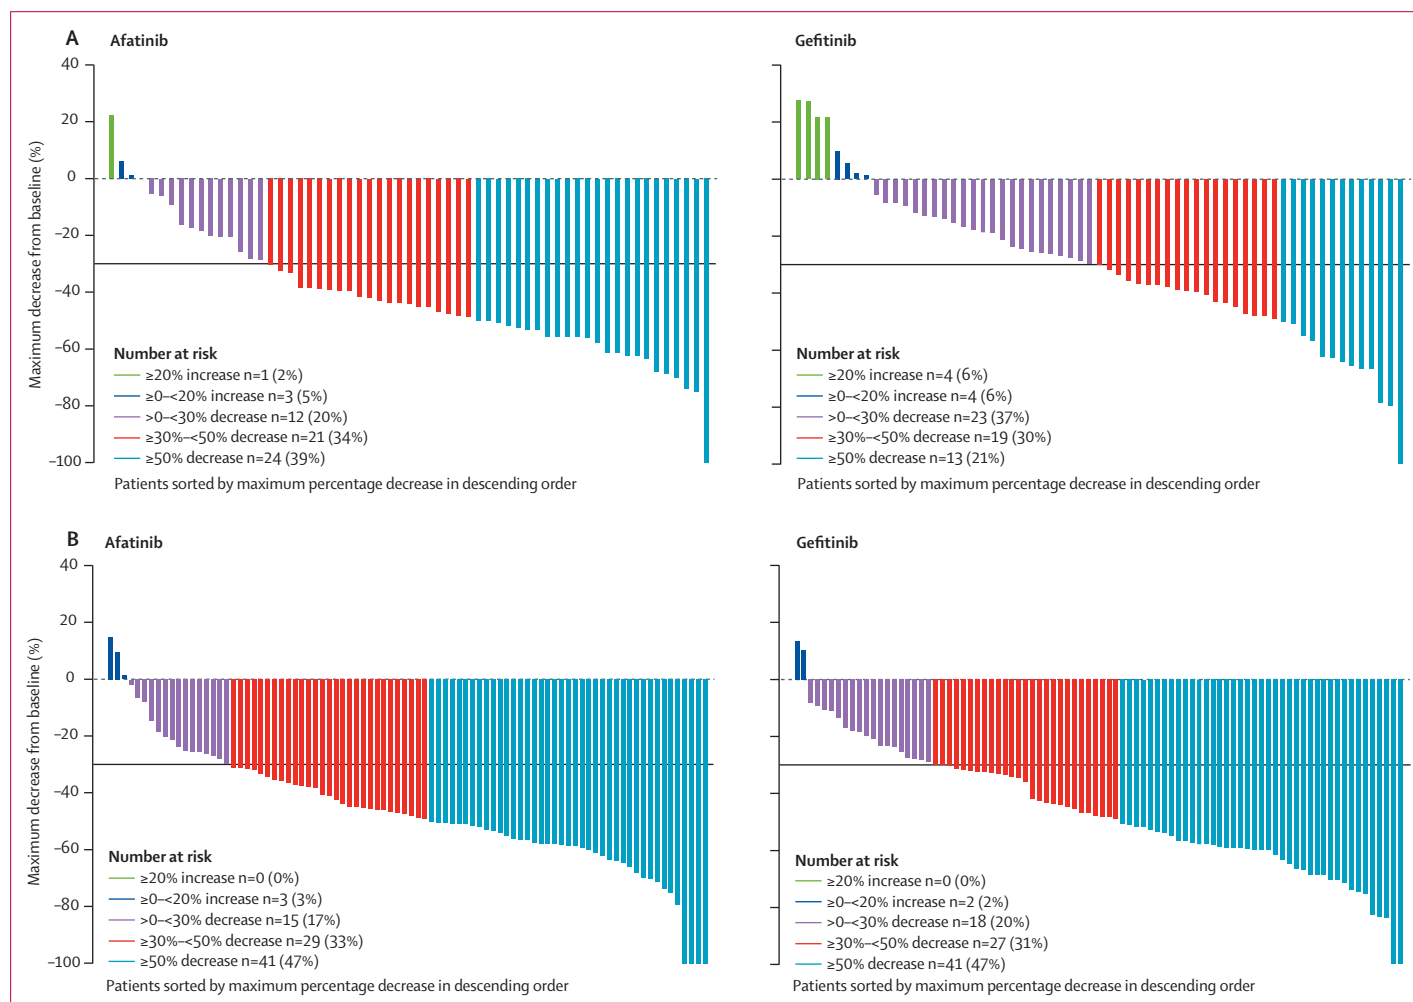 A Afatinib
Gefitinib
Maximum decrease from baseline (%)
40
20
0
−20
−40
−60
−80
−100
Number at risk
≥20% increase n=1 (2%)
≥0–<20% increase n=3 (5%)
>0–<30% decrease n=12 (20%)
≥30%–<50% decrease n=21 (34%)
≥50% decrease n=24 (39%)
Patients sorted by maximum percentage decrease in descending order
Number at risk
≥20% increase n=4 (6%)
≥0–<20% increase n=4 (6%)
>0–<30% decrease n=23 (37%)
≥30%–<50% decrease n=19 (30%)
≥50% decrease n=13 (21%)
Patients sorted by maximum percentage decrease in descending order
B Afatinib
Gefitinib
Maximum decrease from baseline (%)
40
20
0
−20
−40
−60
−80
−100
Number at risk
≥20% increase n=0 (0%)
≥0–<20% increase n=3 (3%)
>0–<30% decrease n=15 (17%)
≥30%–<50% decrease n=29 (33%)
≥50% decrease n=41 (47%)
Patients sorted by maximum percentage decrease in descending order
Number at risk
≥20% increase n=0 (0%)
≥0–<20% increase n=2 (2%)
>0–<30% decrease n=18 (20%)
≥30%–<50% decrease n=27 (31%)
≥50% decrease n=41 (47%)
Patients sorted by maximum percentage decrease in descending order